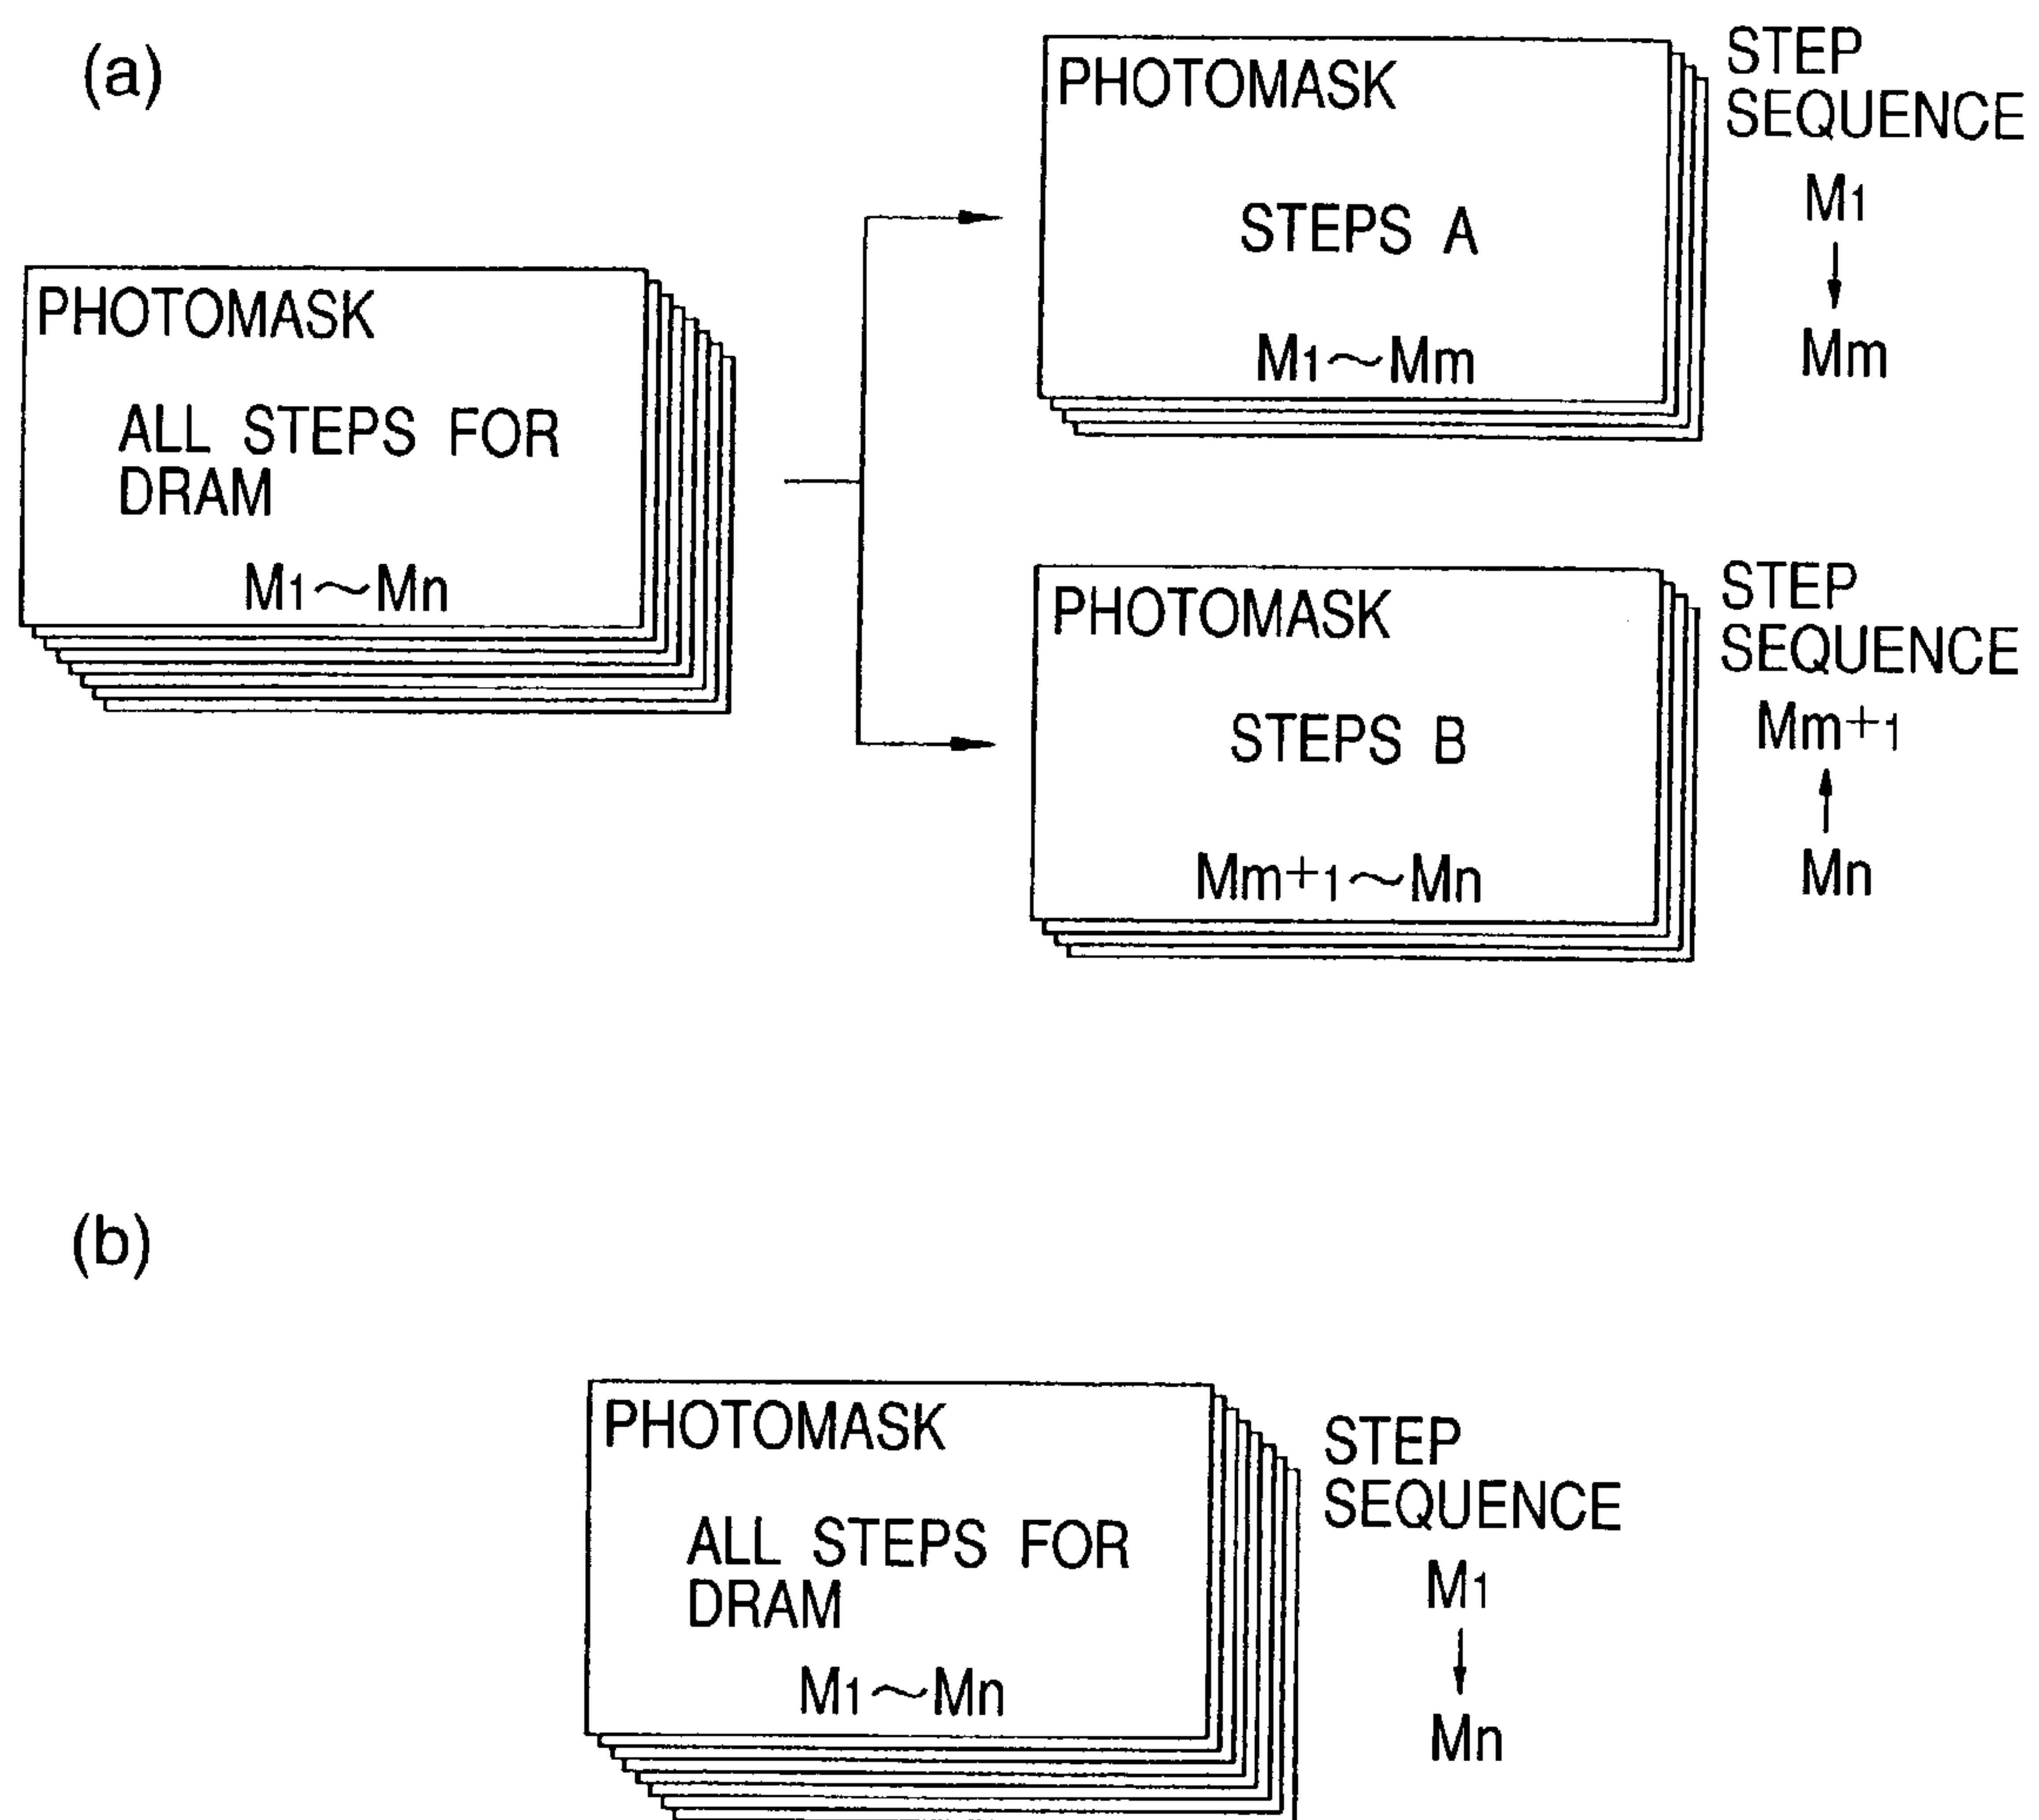 (a)
PHOTOMASK
ALL STEPS FOR
DRAM
M1～Mn
PHOTOMASK
STEPS A
M1～Mm
STEP
SEQUENCE
M1
Mm
PHOTOMASK
STEPS B
Mm+1～Mn
STEP
SEQUENCE
Mm+1
Mn
(b)
PHOTOMASK
ALL STEPS FOR
DRAM
M1～Mn
STEP
SEQUENCE
M1
Mn